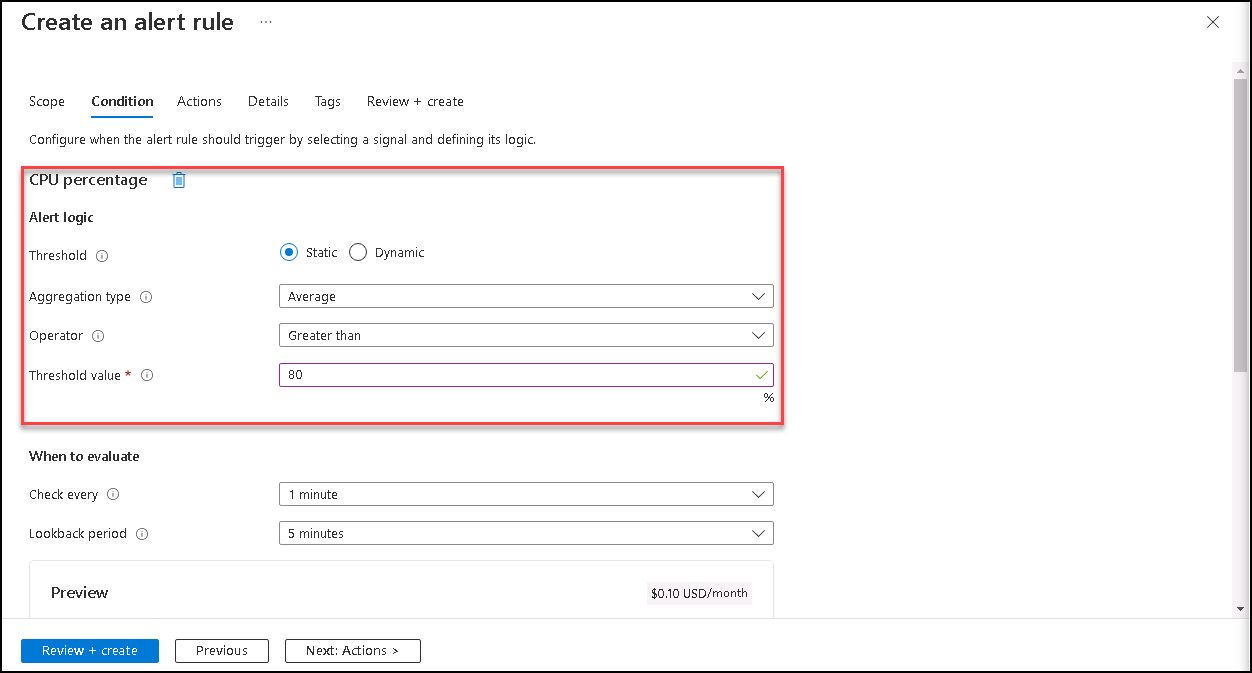 Create an alert rule ...
Scope Condition Actions Details Tags Review + create
Configure when the alert rule should trigger by selecting a signal and defining its logic.
CPU percentage
Alert logic
Threshold Static Dynamic
Aggregation type Average
Operator Greater than
Threshold value * 80
%
When to evaluate
Check every 1 minute
Lookback period 5 minutes
Preview $0.10 USD/month
Review + create Previous Next: Actions >